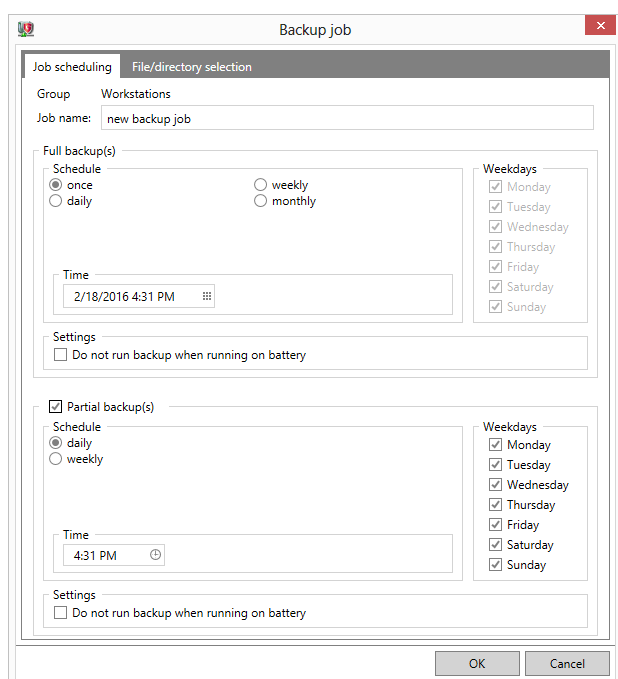 Backup job
Job scheduling File/directory selection
Group Workstations
Job name: new backup job
Full backup(s)
Schedule Weekdays
once weekly Monday
daily monthly Tuesday
Wednesday
Thursday
Friday
Time
2/18/2016 4:31 PM Saturday
Sunday
Settings
Do not run backup when running on battery
Partial backup(s)
Schedule Weekdays
daily Monday
weekly Tuesday
Wednesday
Thursday
Friday
Time
4:31 PM Saturday
Sunday
Settings
Do not run backup when running on battery
OK Cancel